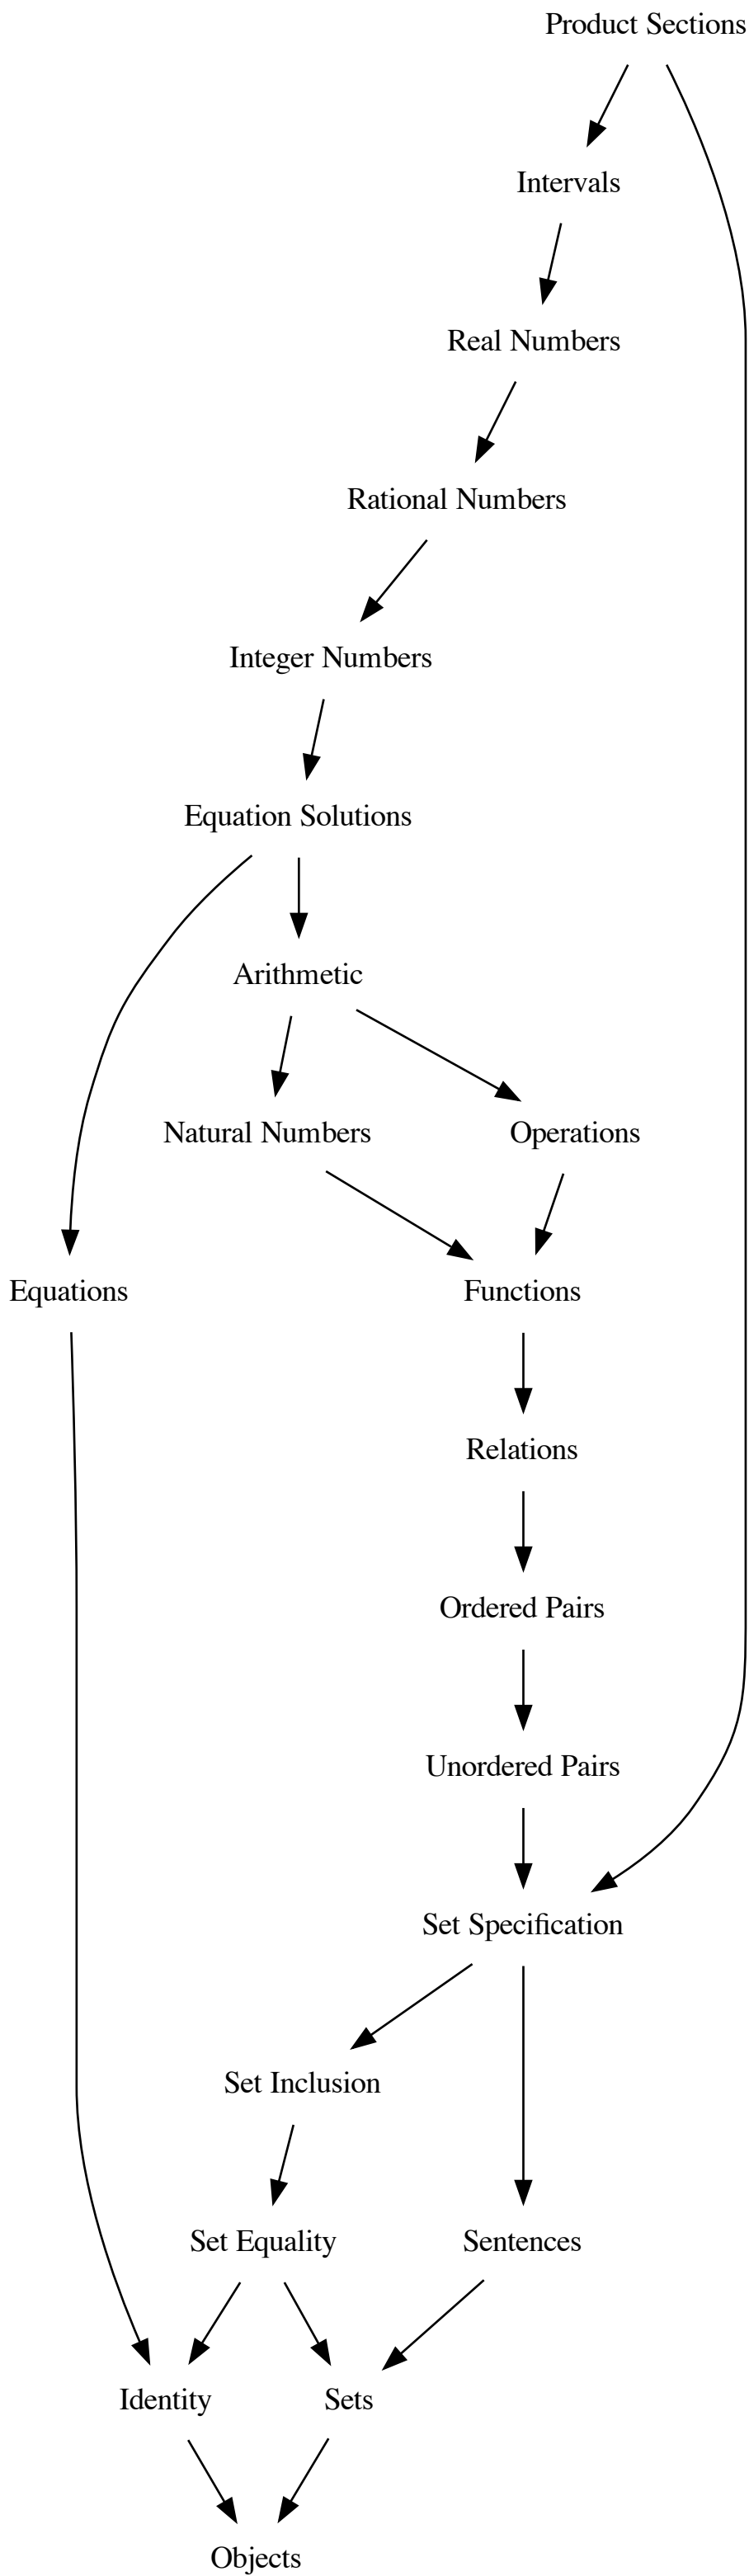 Product Sections
Intervals
Real Numbers
Rational Numbers
Integer Numbers
Equation Solutions
Arithmetic
Natural Numbers
Operations
Equations
Functions
Relations
Ordered Pairs
Unordered Pairs
Set Specification
Set Inclusion
Set Equality
Sentences
Identity
Sets
Objects